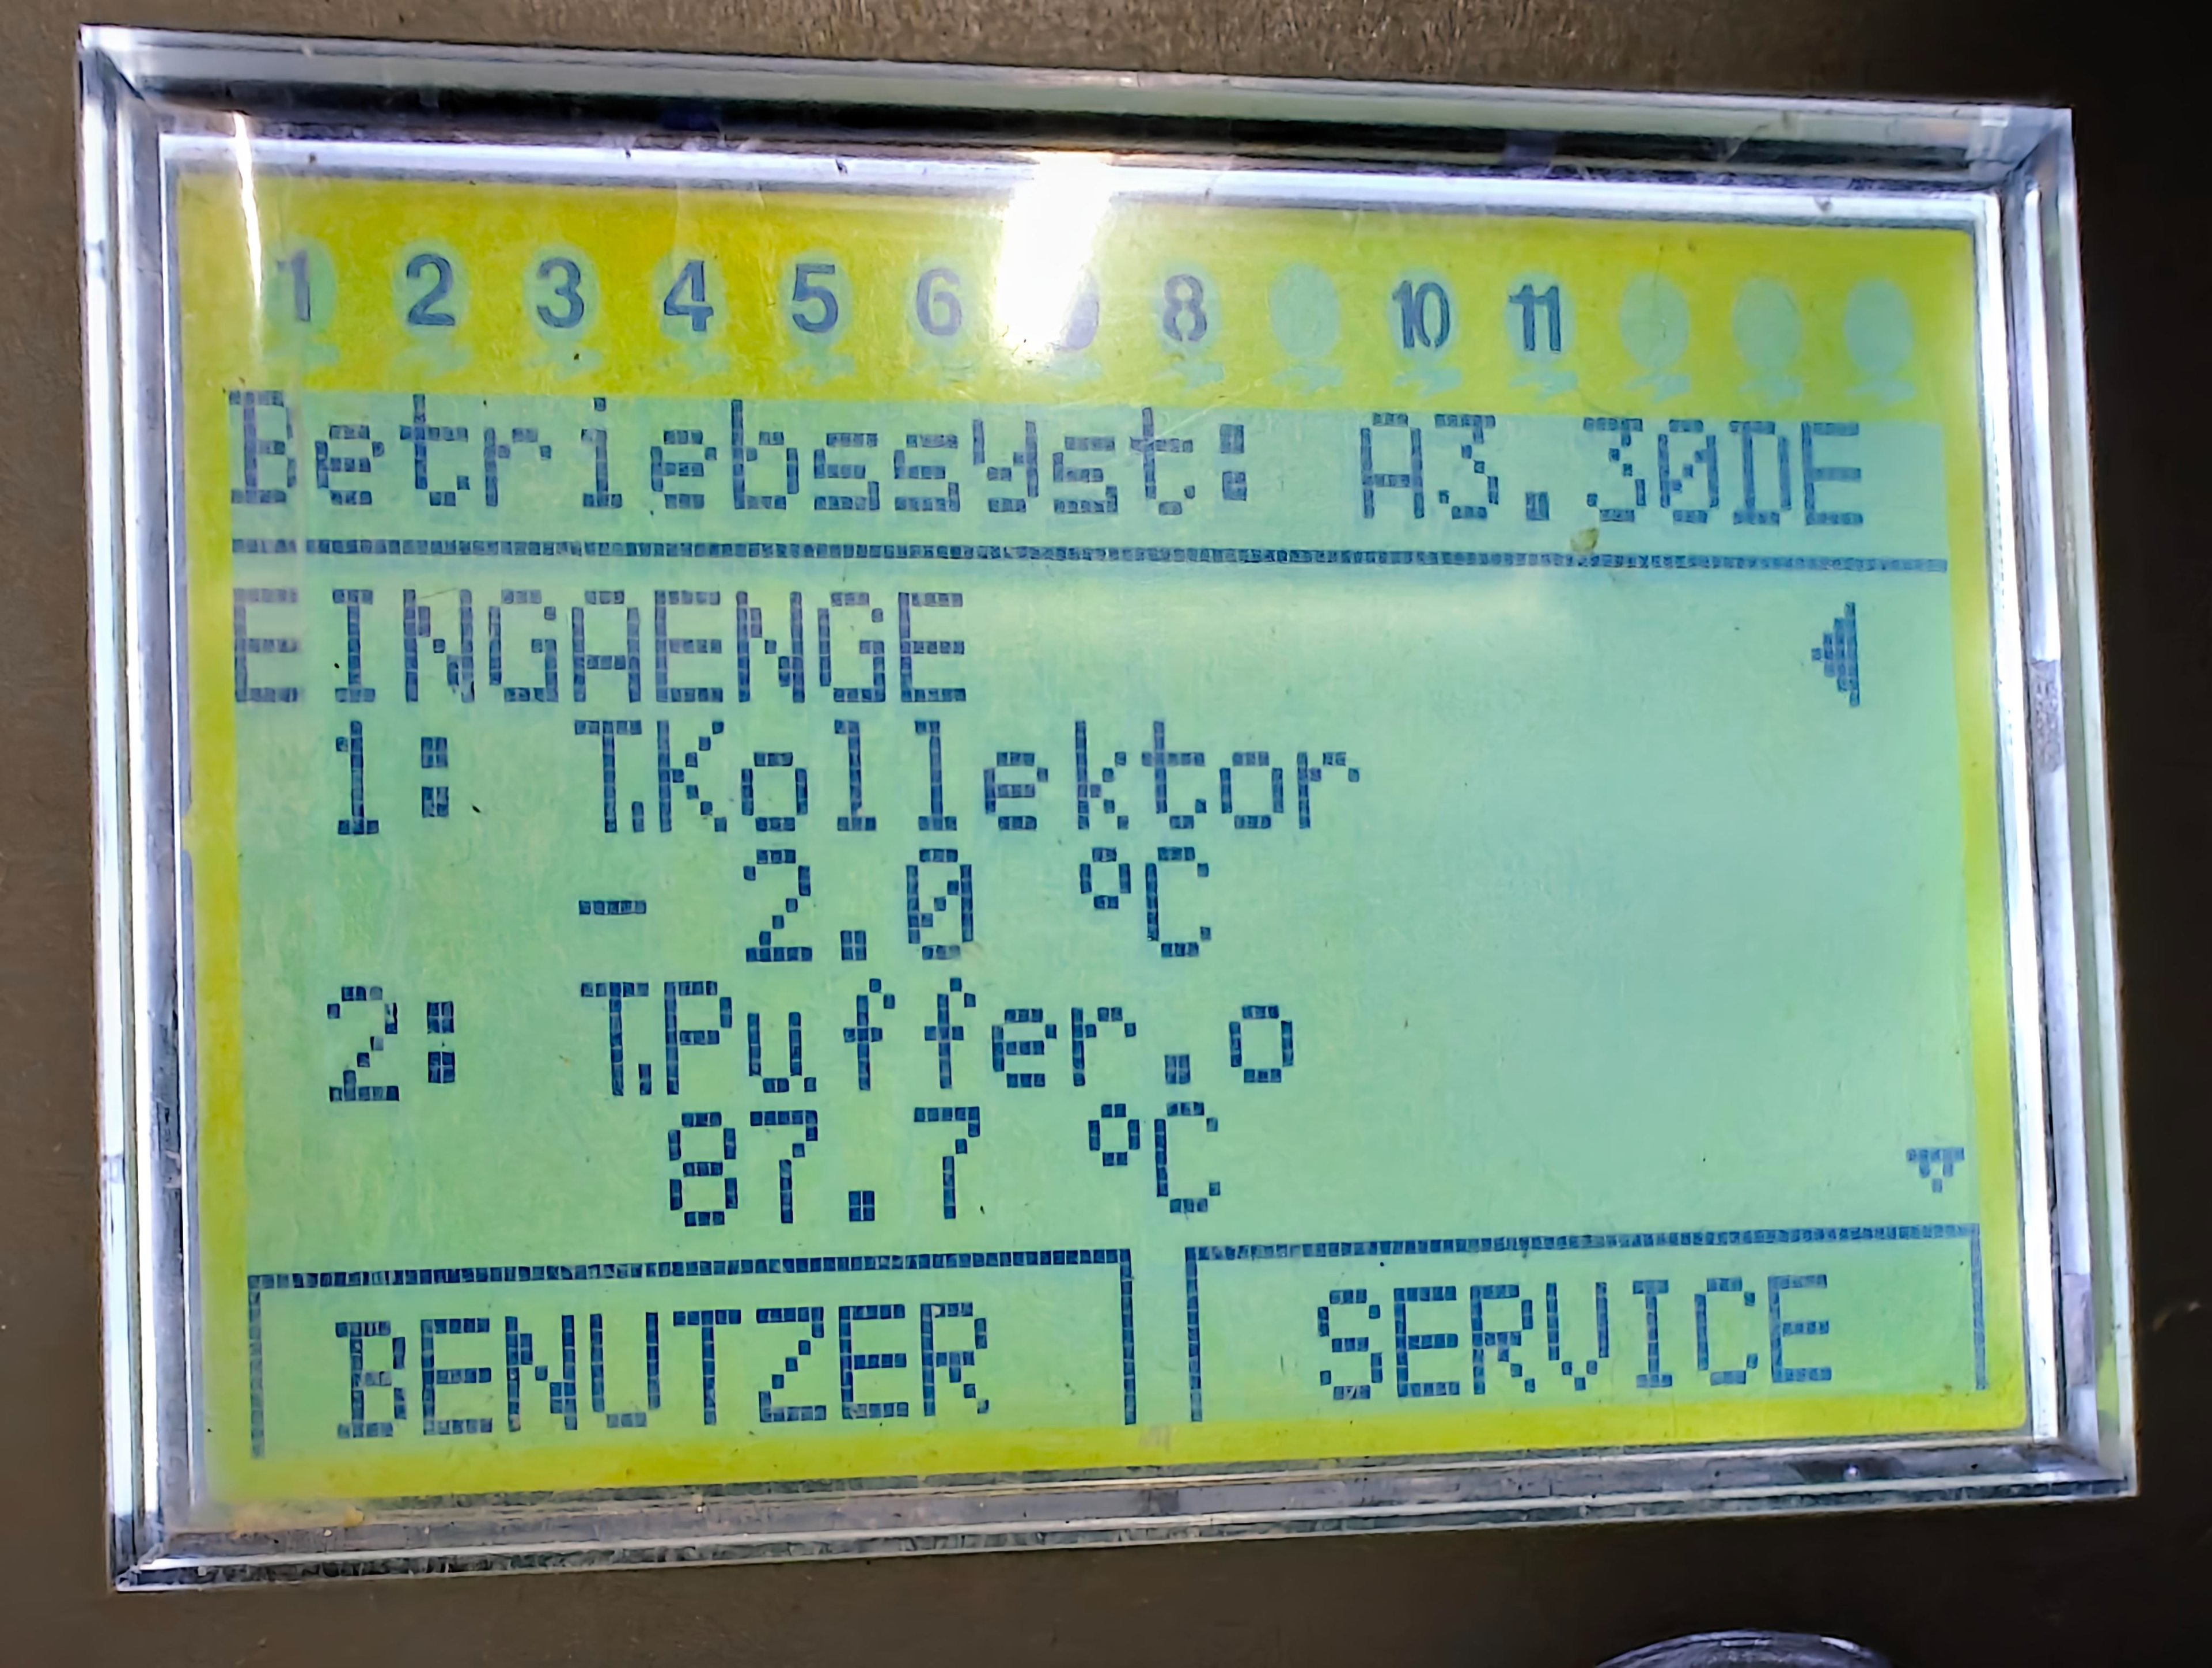 1 2 3 4 5 6 8 10 11
Betriebssyst: A3.30DE
EINGAENGE
1: T.Kollektor
- 2.0 °C
2: T.Puffer.o
87.7 °C
BENUTZER SERVICE